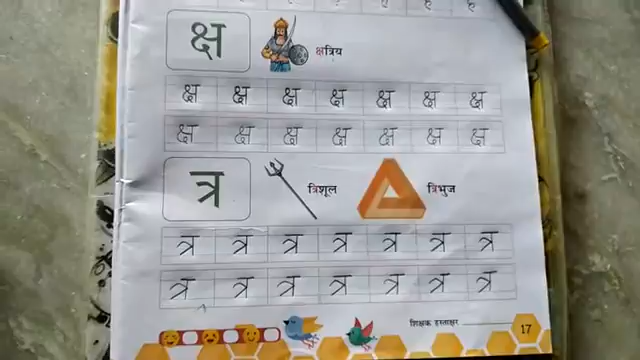 क्ष क्षत्रिय
क्ष क्ष क्ष क्ष क्ष क्ष क्ष
क्ष क्ष क्ष क्ष क्ष क्ष क्ष
त्र त्रिशूल त्रिभुज
त्र त्र त्र त्र त्र त्र त्र
त्र त्र त्र त्र त्र त्र त्र
शिक्षक हस्ताक्षर 17